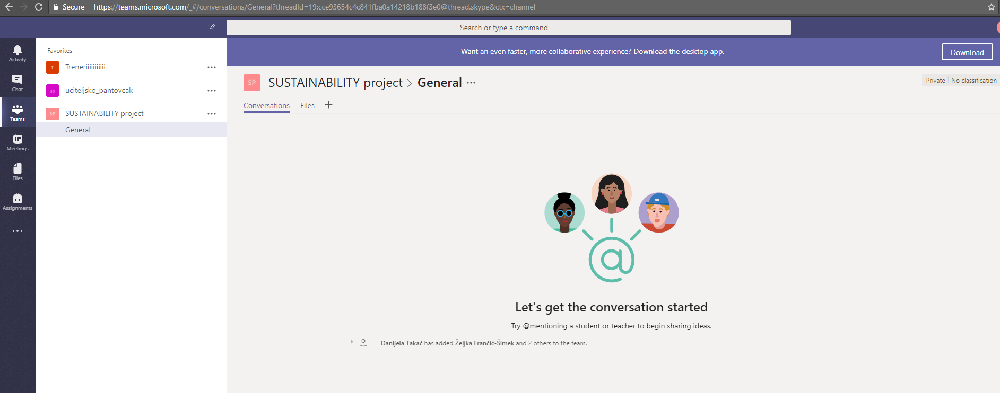 Secure https://teams.microsoft.com/_#/conversations/General?threadId=19:cce93654c4c841fba0a14218b188f3e0@thread.skype&ctx=channel
Search or type a command
Want an even faster, more collaborative experience? Download the desktop app.
Download
Activity
Chat
Teams
Meetings
Files
Assignments
Favorites
T Treneriiiiiiiiiii
up uciteljsko_pantovcak
SP SUSTAINABILITY project
General
SP SUSTAINABILITY project > General
Private No classification
Conversations Files
Let's get the conversation started
Try @mentioning a student or teacher to begin sharing ideas.
Danijela Takač has added Željka Frančić-Šimek and 2 others to the team.